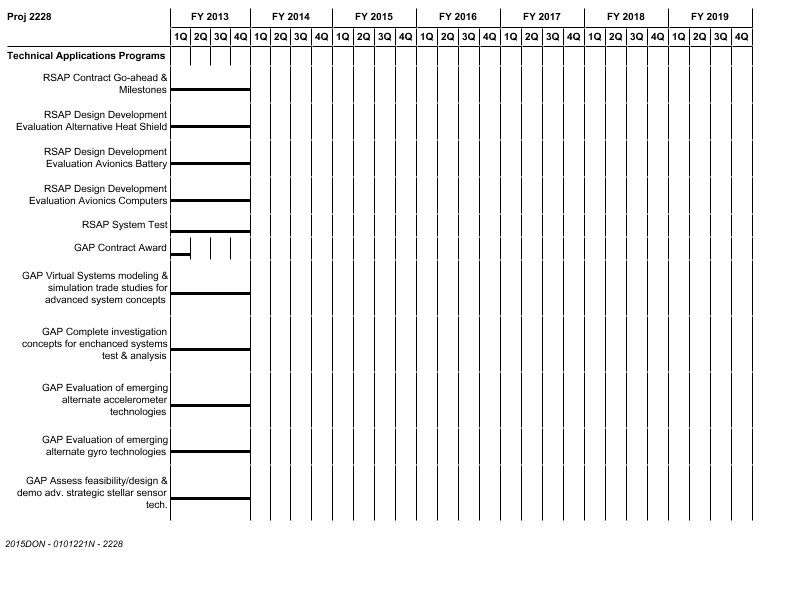 Proj 2228 FY 2013 FY 2014 FY 2015 FY 2016 FY 2017 FY 2018 FY 2019
1Q 2Q 3Q 4Q 1Q 2Q 3Q 4Q 1Q 2Q 3Q 4Q 1Q 2Q 3Q 4Q 1Q 2Q 3Q 4Q 1Q 2Q 3Q 4Q 1Q 2Q 3Q 4Q
Technical Applications Programs
RSAP Contract Go-ahead &
Milestones
RSAP Design Development
Evaluation Alternative Heat Shield
RSAP Design Development
Evaluation Avionics Battery
RSAP Design Development
Evaluation Avionics Computers
RSAP System Test
GAP Contract Award
GAP Virtual Systems modeling &
simulation trade studies for
advanced system concepts
GAP Complete investigation
concepts for enchanced systems
test & analysis
GAP Evaluation of emerging
alternate accelerometer
technologies
GAP Evaluation of emerging
alternate gyro technologies
GAP Assess feasibility/design &
demo adv. strategic stellar sensor
tech.
2015DON - 0101221N - 2228